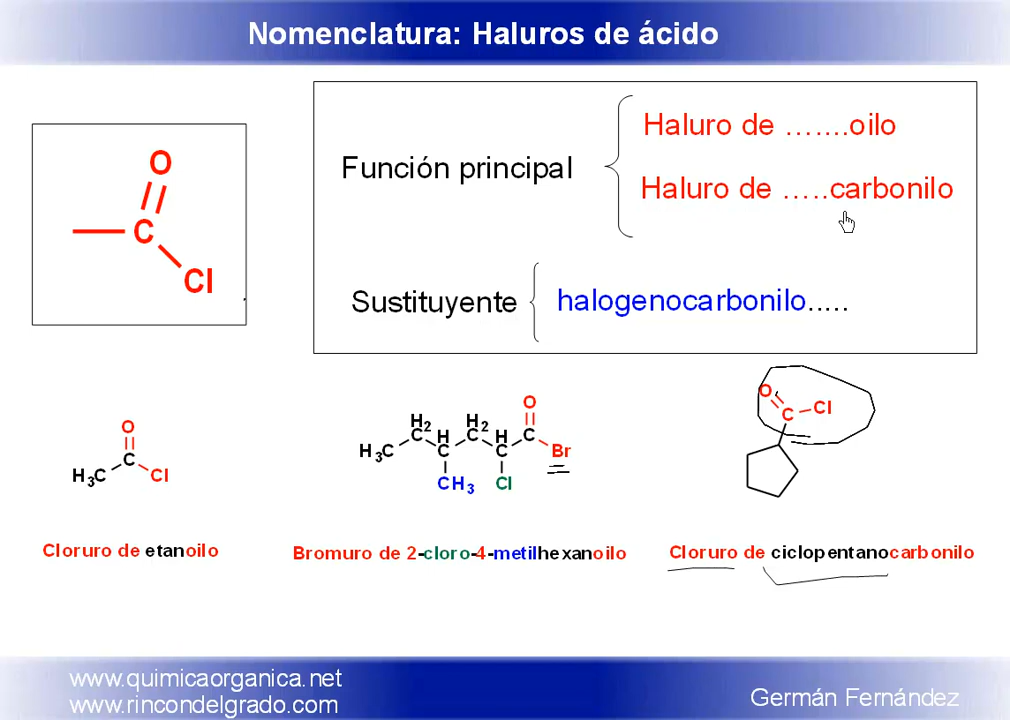 Nomenclatura: Haluros de ácido
O
C
Cl
Función principal
Haluro de …....oilo
Haluro de …..carbonilo
Sustituyente
halogenocarbonilo.....
O
C
H3C
Cl
O
H2
H2
H
H
C
C
C
H3C
C
C
Br
CH3
Cl
O
C
Cl
Cloruro de etanoilo
Bromuro de 2-cloro-4-metilhexanoilo
Cloruro de ciclopentanocarbonilo
www.quimicaorganica.net
www.rincondelgrado.com
Germán Fernández